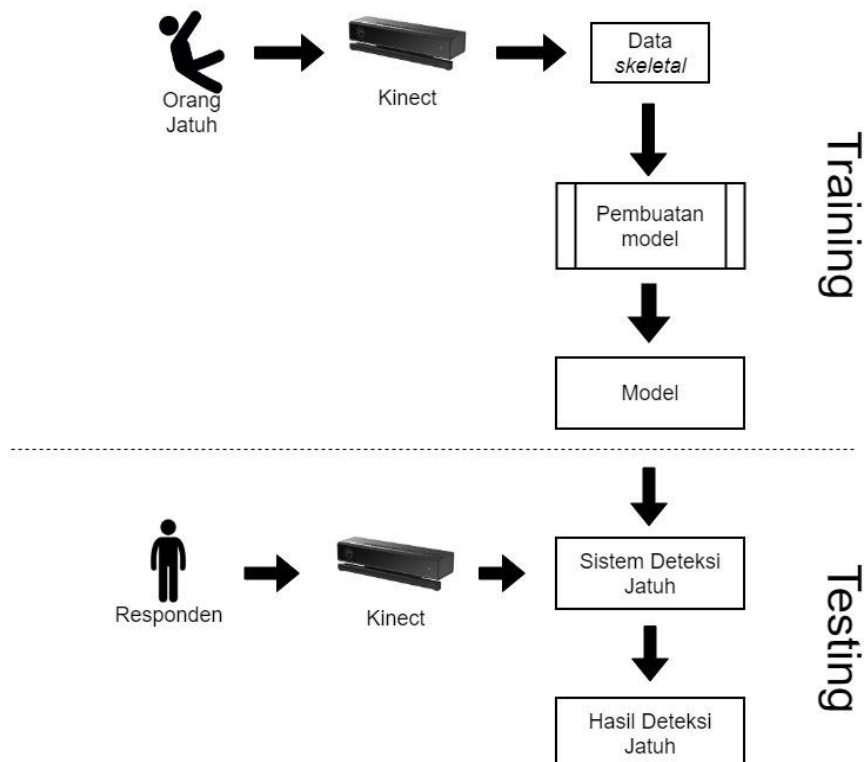 Orang
Jatuh
Kinect
Data
skeletal
Pembuatan
model
Model
Training
Responden
Kinect
Sistem Deteksi
Jatuh
Hasil Deteksi
Jatuh
Testing